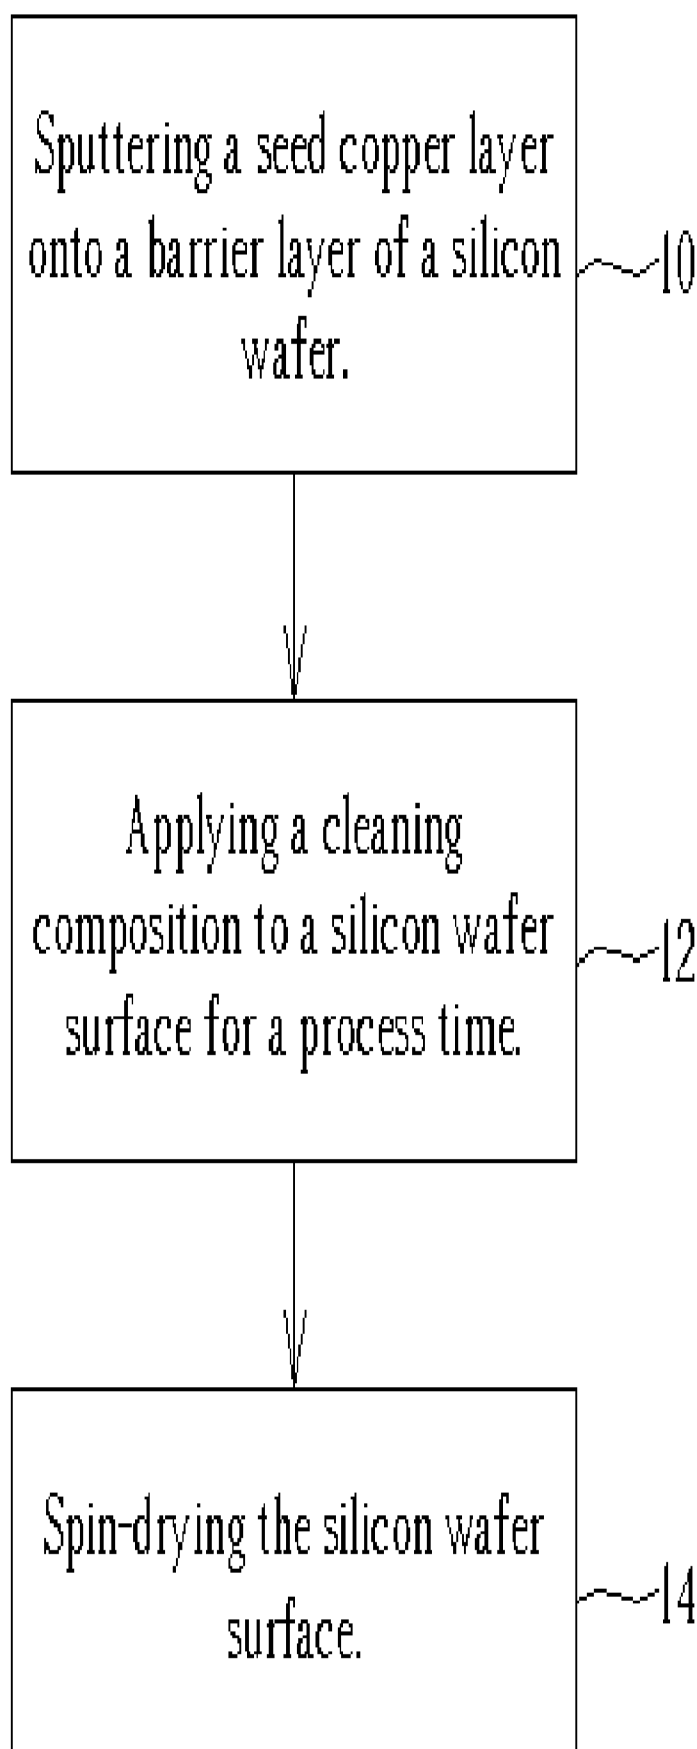 Sputtering a seed copper layer
onto a barrier layer of a silicon
wafer.
10
Applying a cleaning
composition to a silicon wafer
surface for a process time.
12
Spin-drying the silicon wafer
surface.
14